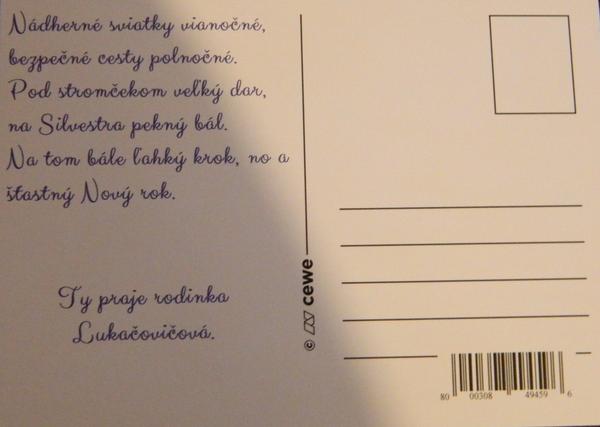 Nádherné sviatky vianočné,
bezpečné cesty polnočné.
Pod stromčekom veľký dar,
na Silvestra pekný bál.
Na tom bále ľahký krok, no a
šťastný Nový rok.
Ty praje rodinka
Lukačovičová.
© cewe
80 00308 49459 6